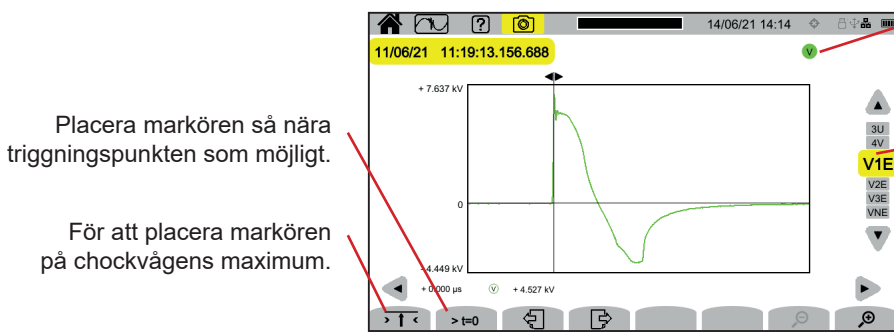 14/06/21 14:14
11/06/21 11:19:13.156.688
V
+ 7.637 kV
Placera markören så nära
triggningspunkten som möjligt.
3U
4V
V1E
V2E
V3E
VNE
0
För att placera markören
på chockvågens maximum.
-4.449 kV
+ 0.000 µs V + 4.527 kV
> t=0